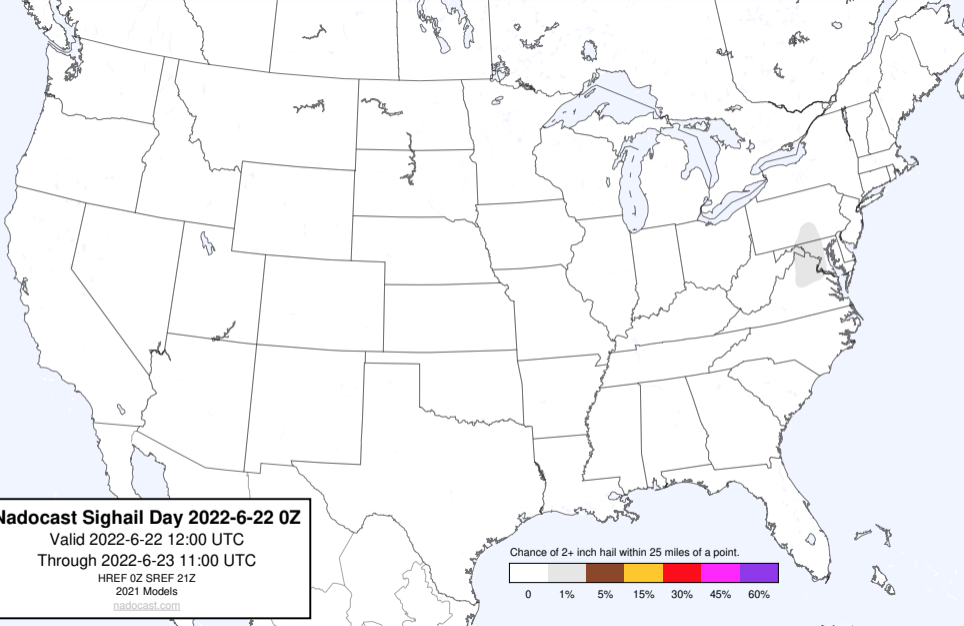 Nadocast Sighail Day 2022-6-22 0Z
Valid 2022-6-22 12:00 UTC
Through 2022-6-23 11:00 UTC
HREF 0Z SREF 21Z
2021 Models
nadocast.com
Chance of 2+ inch hail within 25 miles of a point.
0 1% 5% 15% 30% 45% 60%